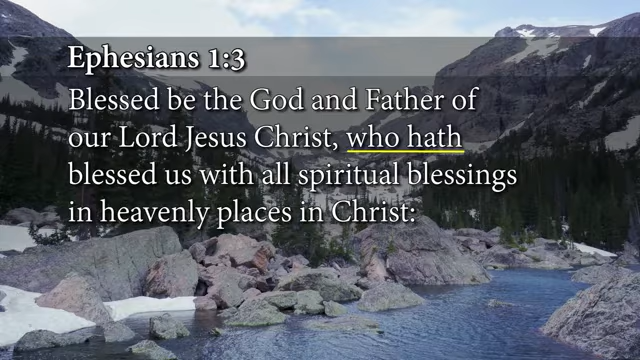 Ephesians 1:3
Blessed be the God and Father of
our Lord Jesus Christ, who hath
blessed us with all spiritual blessings
in heavenly places in Christ: